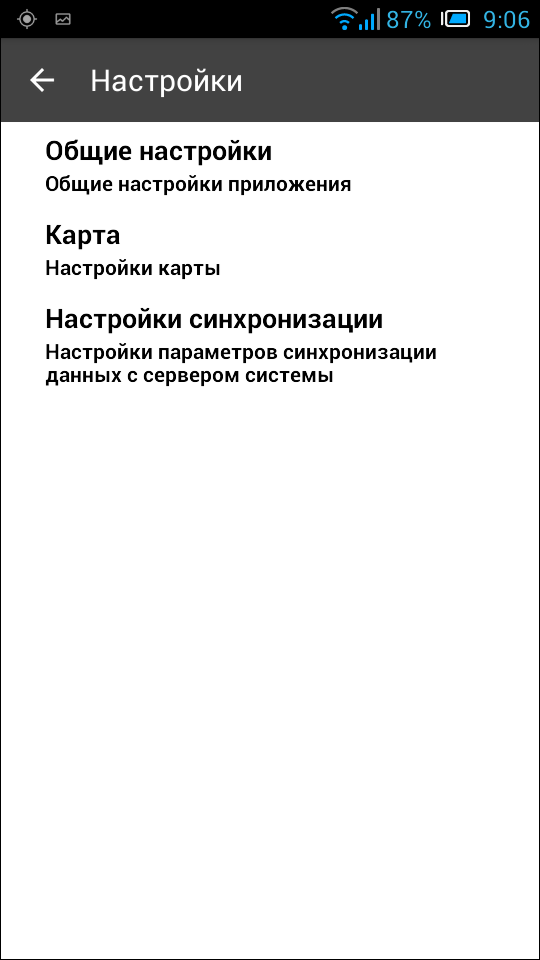 87% 9:06
Настройки
Общие настройки
Общие настройки приложения
Карта
Настройки карты
Настройки синхронизации
Настройки параметров синхронизации
данных с сервером системы